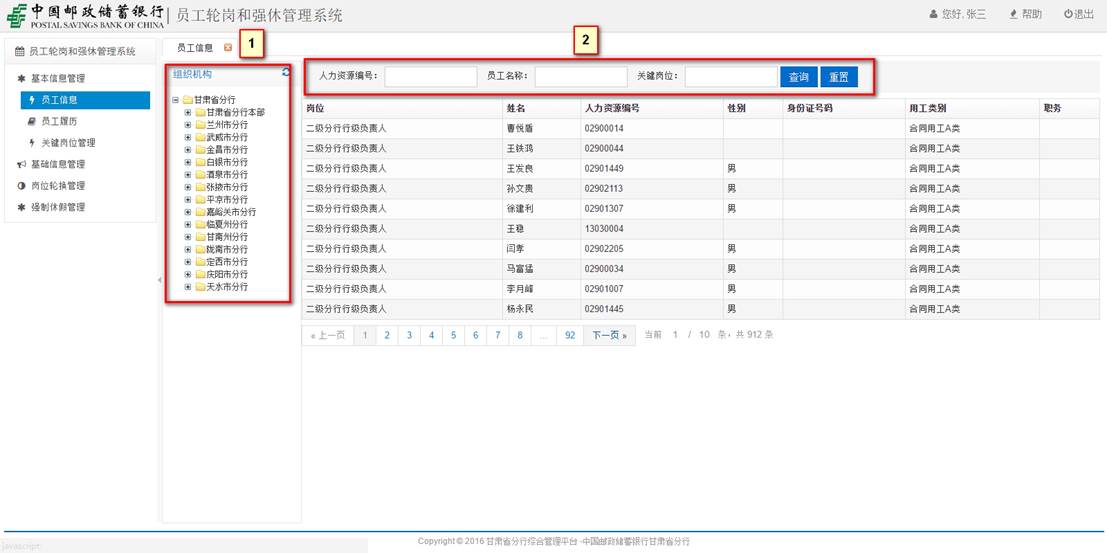 中国邮政储蓄银行 员工轮岗和强休管理系统 您好, 张三 帮助 退出
POSTAL SAVINGS BANK OF CHINA
员工轮岗和强休管理系统
基本信息管理
员工信息
员工履历
关键岗位管理
基础信息管理
岗位轮换管理
强制休假管理
员工信息
1
2
组织机构
甘肃省分行
甘肃省分行本部
兰州市分行
武威市分行
金昌市分行
白银市分行
酒泉市分行
张掖市分行
平凉市分行
嘉峪关市分行
临夏州分行
甘南州分行
陇南市分行
定西市分行
庆阳市分行
天水市分行
人力资源编号: 员工名称: 关键岗位: 查询 重置
岗位 姓名 人力资源编号 性别 身份证号码 用工类别 职务
二级分行行级负责人 曹悦盾 02900014 合同用工A类
二级分行行级负责人 王铁鸿 02900044 合同用工A类
二级分行行级负责人 王发良 02901449 男 合同用工A类
二级分行行级负责人 孙文贵 02902113 男 合同用工A类
二级分行行级负责人 徐建利 02901307 男 合同用工A类
二级分行行级负责人 王稳 13030004 合同用工A类
二级分行行级负责人 闫孝 02902205 男 合同用工A类
二级分行行级负责人 马富猛 02900034 男 合同用工A类
二级分行行级负责人 李月峰 02901007 男 合同用工A类
二级分行行级负责人 杨永民 02901445 男 合同用工A类
« 上一页 1 2 3 4 5 6 7 8 ... 92 下一页 » 当前 1 / 10 条，共 912 条
Copyright © 2016 甘肃省分行综合管理平台 -中国邮政储蓄银行甘肃省分行
javascript: